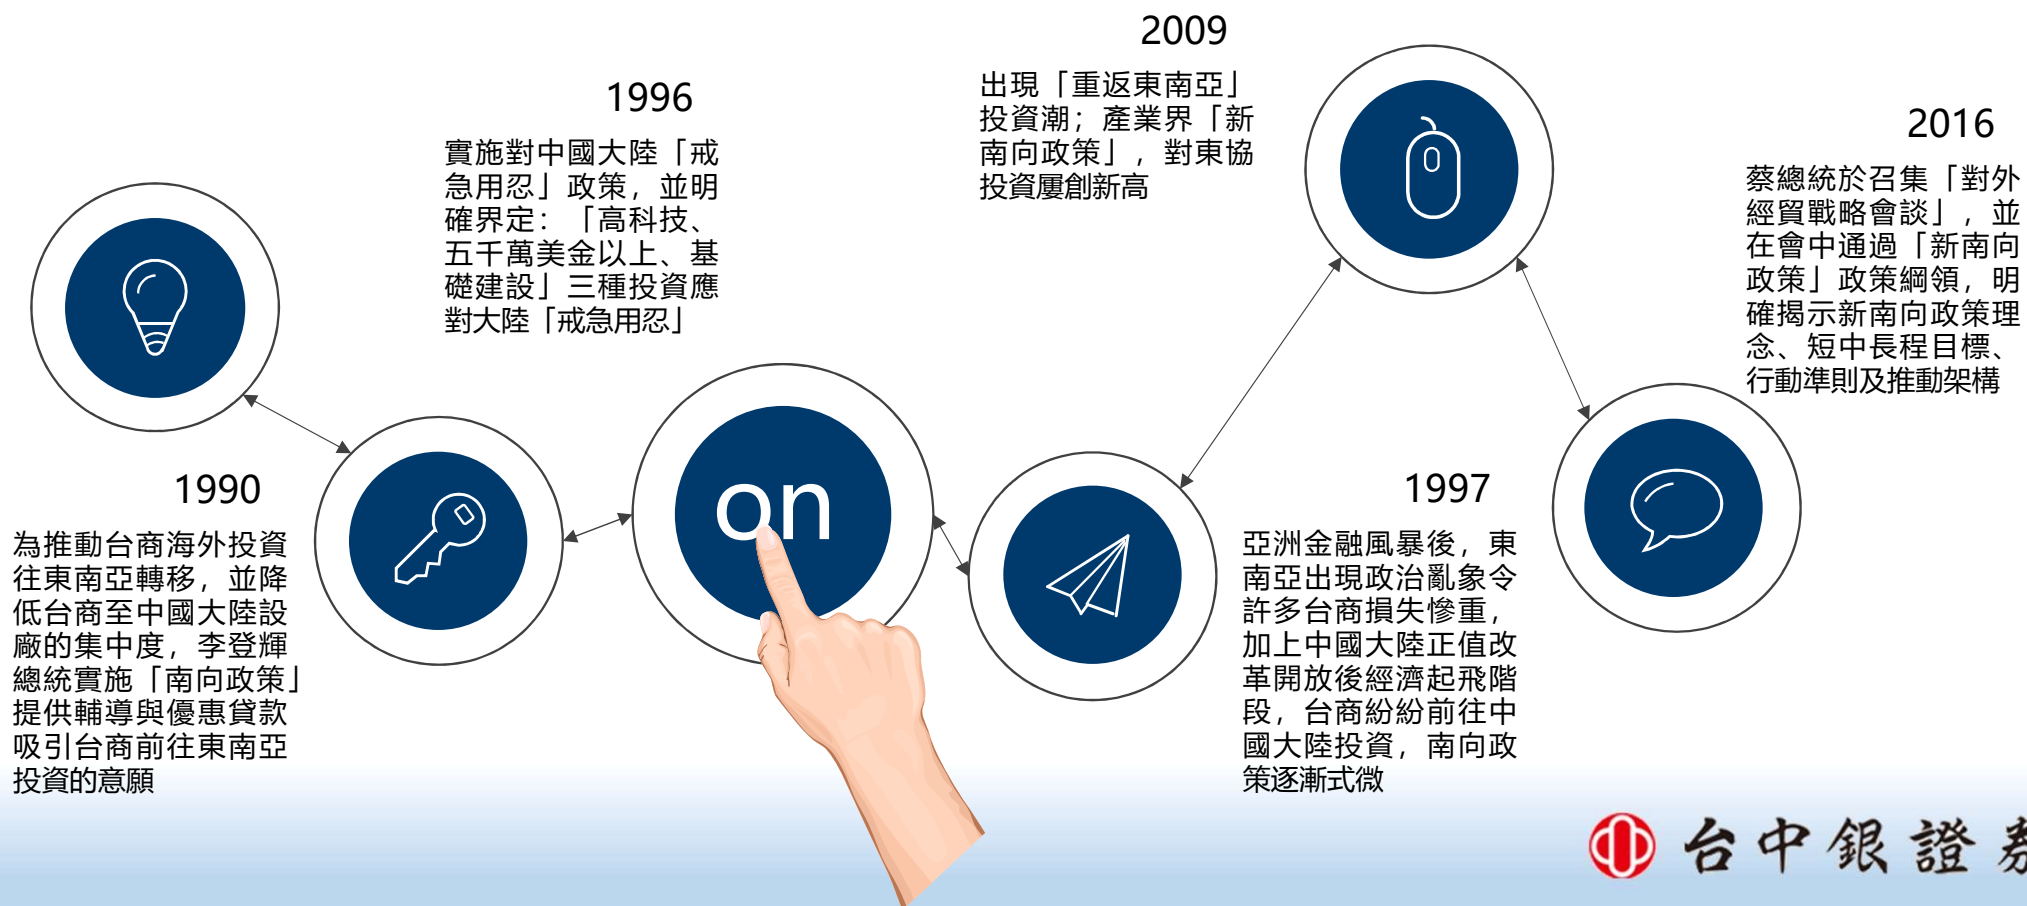 1990
為推動台商海外投資
往東南亞轉移，並降
低台商至中國大陸設
廠的集中度，李登輝
總統實施「南向政策」
提供輔導與優惠貸款
吸引台商前往東南亞
投資的意願
1996
實施對中國大陸「戒
急用忍」政策，並明
確界定：「高科技、
五千萬美金以上、基
礎建設」三種投資應
對大陸「戒急用忍」
on
2009
出現「重返東南亞」
投資潮；產業界「新
南向政策」，對東協
投資屢創新高
1997
亞洲金融風暴後，東
南亞出現政治亂象令
許多台商損失慘重，
加上中國大陸正值改
革開放後經濟起飛階
段，台商紛紛前往中
國大陸投資，南向政
策逐漸式微
2016
蔡總統於召集「對外
經貿戰略會談」，並
在會中通過「新南向
政策」政策綱領，明
確揭示新南向政策理
念、短中長程目標、
行動準則及推動架構
台中銀證券